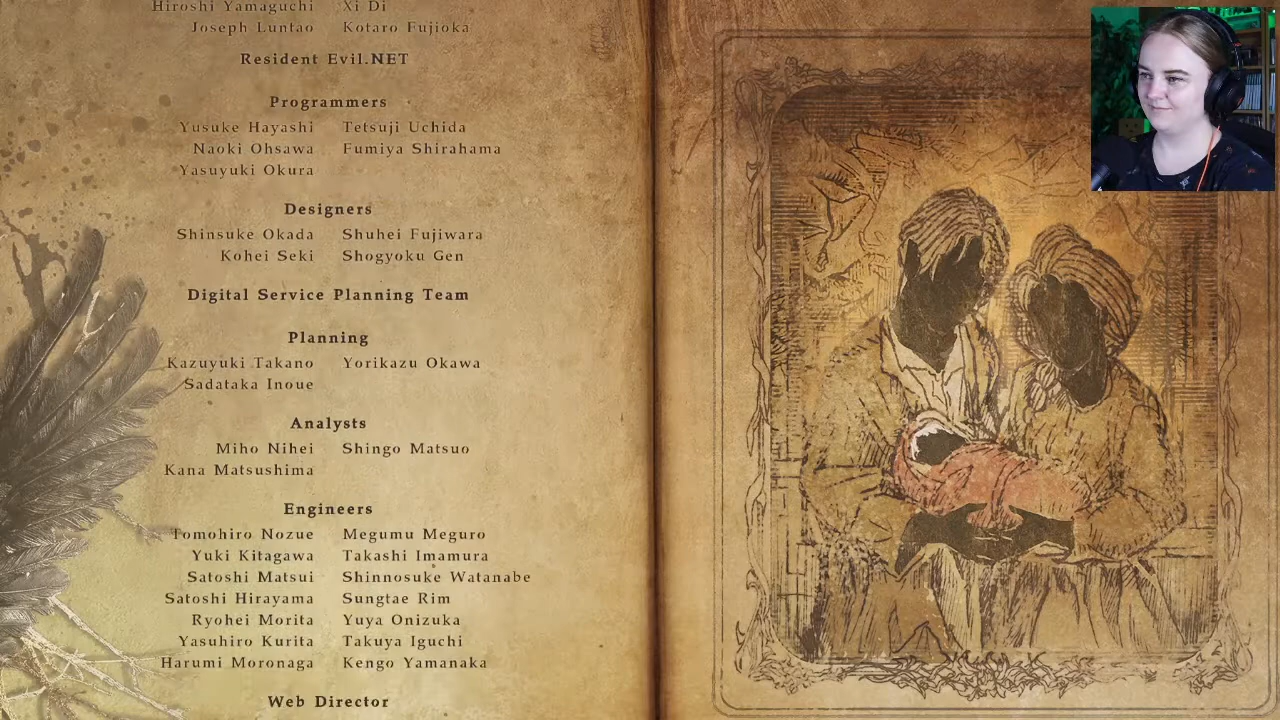 Hiroshi Yamaguchi Xi Di
Joseph Luntao Kotaro Fujioka
Resident Evil.NET
Programmers
Yusuke Hayashi Tetsuji Uchida
Naoki Ohsawa Fumiya Shirahama
Yasuyuki Okura
Designers
Shinsuke Okada Shuhei Fujiwara
Kohei Seki Shogyoku Gen
Digital Service Planning Team
Planning
Kazuyuki Takano Yorikazu Okawa
Sadataka Inoue
Analysts
Miho Nihei Shingo Matsuo
Kana Matsushima
Engineers
Tomohiro Nozue Megumu Meguro
Yuki Kitagawa Takashi Imamura
Satoshi Matsui Shinnosuke Watanabe
Satoshi Hirayama Sungtae Rim
Ryohei Morita Yuya Onizuka
Yasuhiro Kurita Takuya Iguchi
Harumi Moronaga Kengo Yamanaka
Web Director